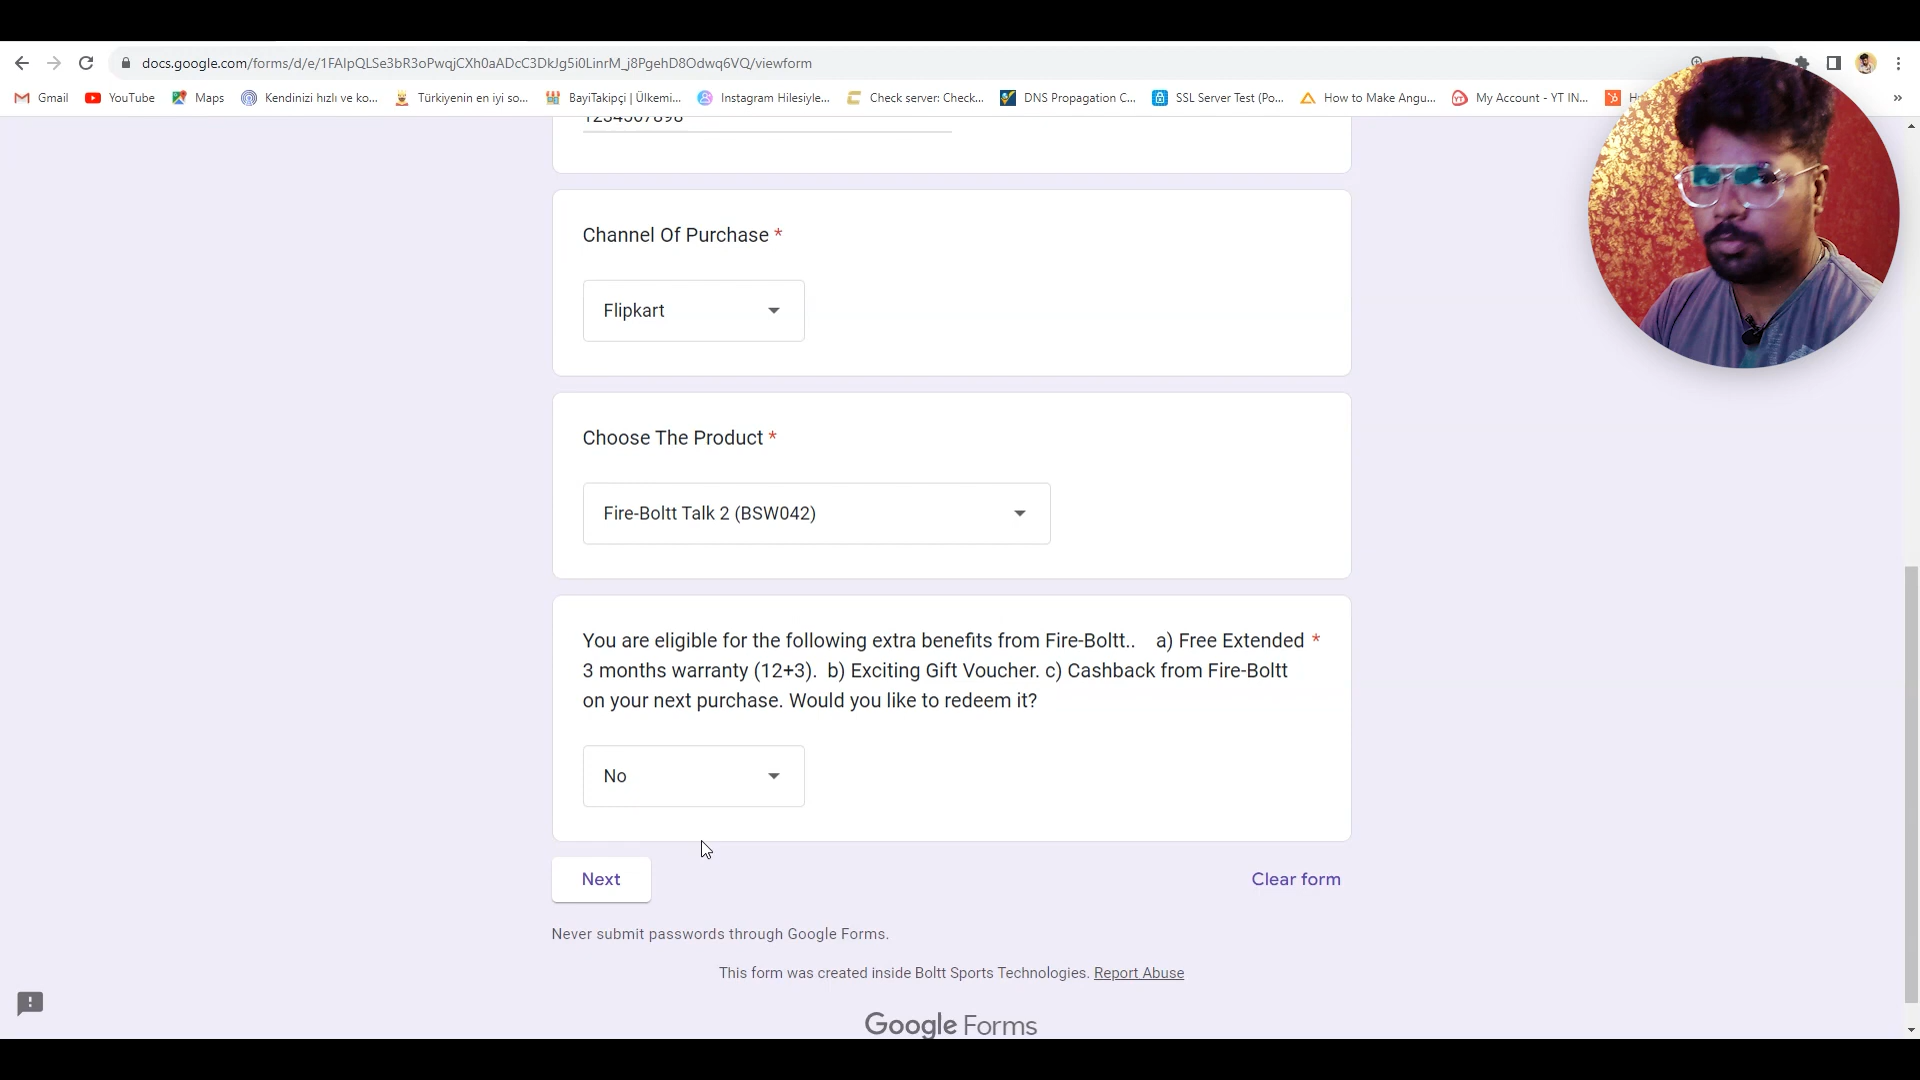 docs.google.com/forms/d/e/1FAIpQLSe3bR3oPwqjCXh0aADcC3DkJg5i0LinrM_j8PgehD8Odwq6VQ/viewform
Gmail YouTube Maps Kendinizi hızlı ve ko... Türkiyenin en iyi so... BayiTakipçi | Ülkemi... Instagram Hilesiyle... Check server: Check... DNS Propagation C... SSL Server Test (Po... How to Make Angu... My Account - YT IN... »
Channel Of Purchase *
Flipkart
Choose The Product *
Fire-Boltt Talk 2 (BSW042)
You are eligible for the following extra benefits from Fire-Boltt.. a) Free Extended *
3 months warranty (12+3). b) Exciting Gift Voucher. c) Cashback from Fire-Boltt
on your next purchase. Would you like to redeem it?
No
Next Clear form
Never submit passwords through Google Forms.
This form was created inside Boltt Sports Technologies. Report Abuse
Google Forms